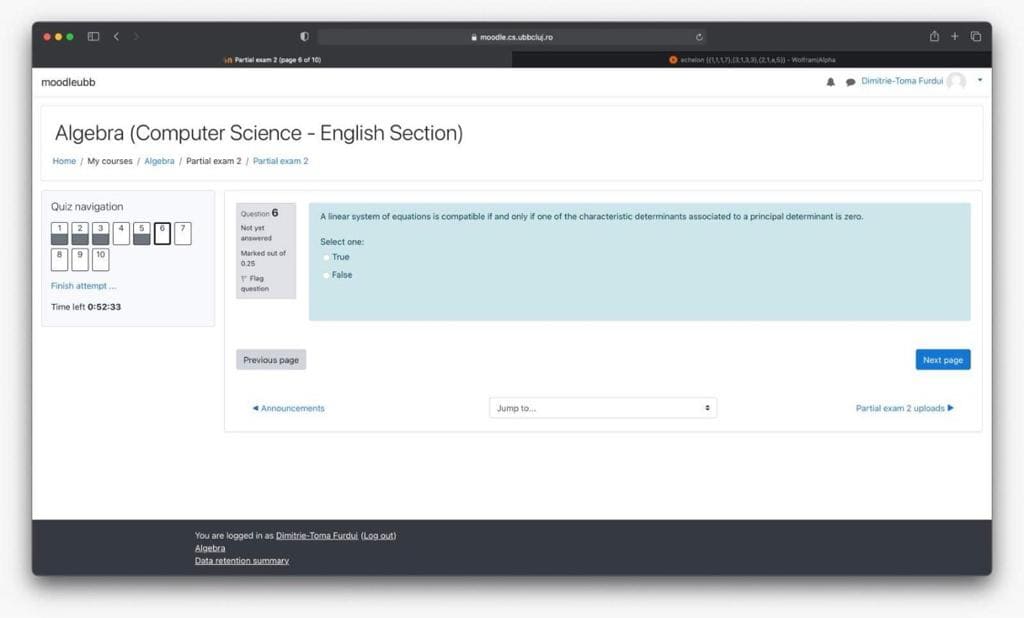 moodle.cs.ubbcluj.ro
Partial exam 2 (page 6 of 10)
echelon {{1,1,1,7},{3,1,3,3},{2,1,a,5}} - Wolfram|Alpha
moodleubb
Dimitrie-Toma Furdui
Algebra (Computer Science - English Section)
Home / My courses / Algebra / Partial exam 2 / Partial exam 2
Quiz navigation
1 2 3 4 5 6 7
8 9 10
Finish attempt ...
Time left 0:52:33
Question 6
Not yet
answered
Marked out of
0.25
Flag
question
A linear system of equations is compatible if and only if one of the characteristic determinants associated to a principal determinant is zero.
Select one:
True
False
Previous page
Next page
◄ Announcements
Jump to...
Partial exam 2 uploads ►
You are logged in as Dimitrie-Toma Furdui (Log out)
Algebra
Data retention summary